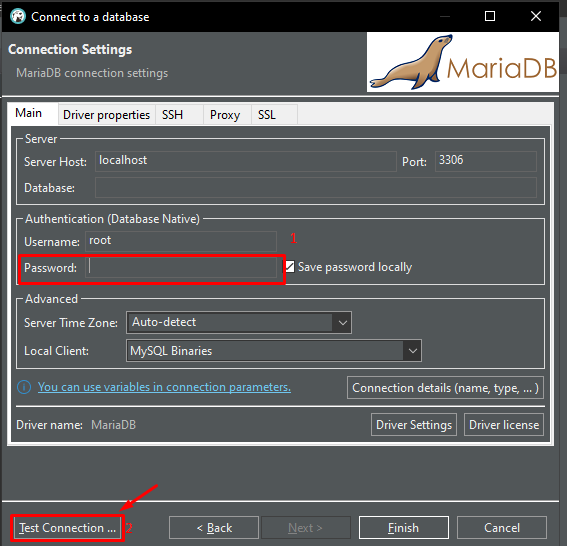 Connect to a database
Connection Settings
MariaDB connection settings
MariaDB
Main Driver properties SSH Proxy SSL
Server
Server Host: localhost Port: 3306
Database:
Authentication (Database Native)
Username: root 1
Password: Save password locally
Advanced
Server Time Zone: Auto-detect
Local Client: MySQL Binaries
You can use variables in connection parameters. Connection details (name, type, ... )
Driver name: MariaDB Driver Settings Driver license
Test Connection ... < Back Next > Finish Cancel